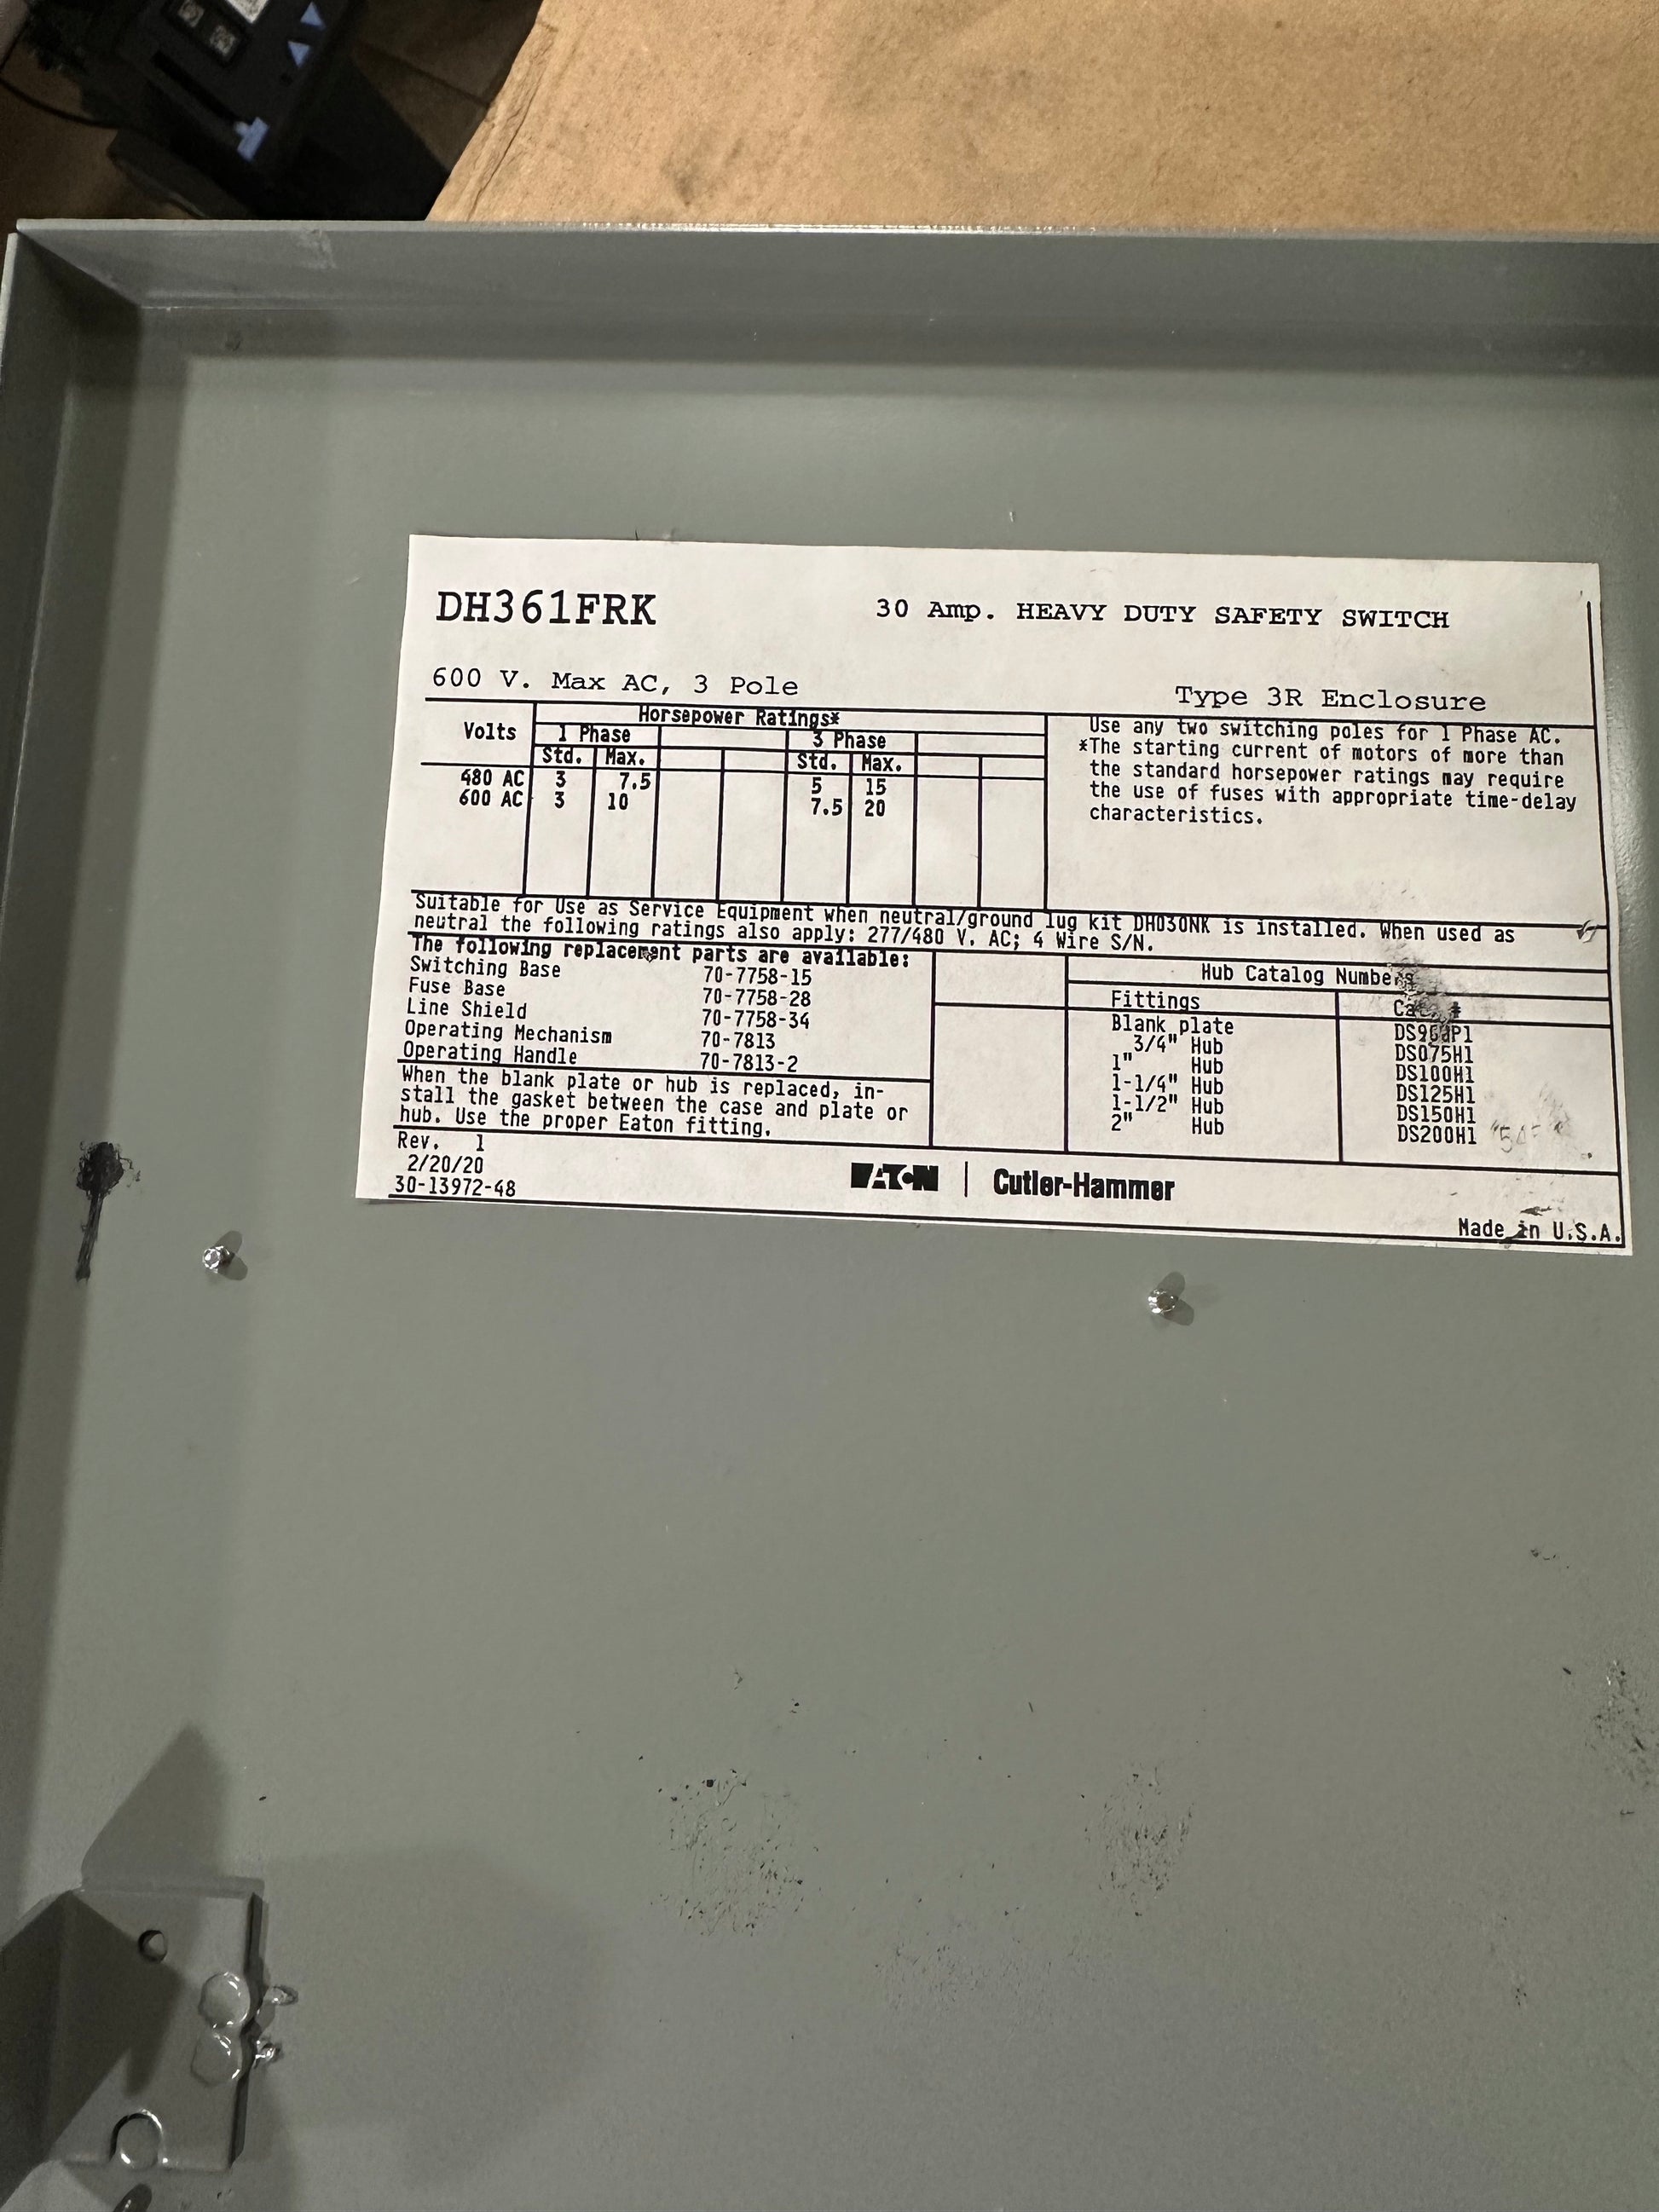 DH361FRK 30 Amp. HEAVY DUTY SAFETY SWITCH
600 V. Max AC, 3 Pole Type 3R Enclosure
Volts Horsepower Ratings*
1 Phase 3 Phase
Std. Max. Std. Max.
480 AC 3 7.5 5 15
600 AC 3 10 7.5 20
Use any two switching poles for 1 Phase AC.
*The starting current of motors of more than
the standard horsepower ratings may require
the use of fuses with appropriate time-delay
characteristics.
Suitable for Use as Service Equipment when neutral/ground lug kit DH030NK is installed. When used as
neutral the following ratings also apply: 277/480 V. AC; 4 Wire S/N.
The following replacement parts are available:
Switching Base 70-7758-15
Fuse Base 70-7758-28
Line Shield 70-7758-34
Operating Mechanism 70-7813
Operating Handle 70-7813-2
When the blank plate or hub is replaced, in-
stall the gasket between the case and plate or
hub. Use the proper Eaton fitting.
Hub Catalog Numbers
Fittings
Blank plate
3/4" Hub DS075H1
1" Hub DS100H1
1-1/4" Hub DS125H1
1-1/2" Hub DS150H1
2" Hub DS200H1
Rev. 1
2/20/20
30-13972-48
EATON | Cutler-Hammer
Made in U.S.A.